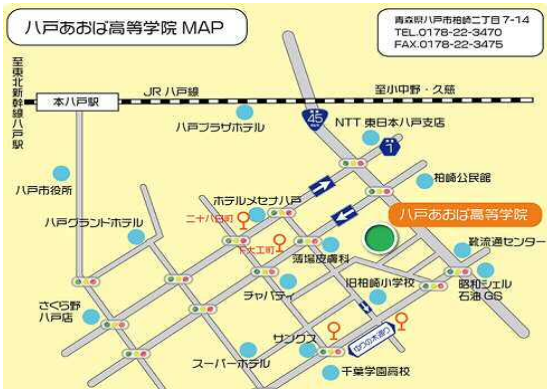 八戸あおば高等学院 MAP
青森県八戸市柏崎二丁目7-14
TEL.0178-22-3470
FAX.0178-22-3475
至東北新幹線八戸駅
本八戸駅
JR 八戸線
至小中野・久慈
八戸プラザホテル
45
NTT 東日本八戸支店
1
八戸市役所
柏崎公民館
ホテルメセナ八戸
二十八日町
八戸あおば高等学院
八戸グランドホテル
下大工町
薄場皮膚科
靴流通センター
チャパティ
旧柏崎小学校
昭和シェル
石油GS
さくら野
八戸店
サンクス
スーパーホテル
千葉学園高校